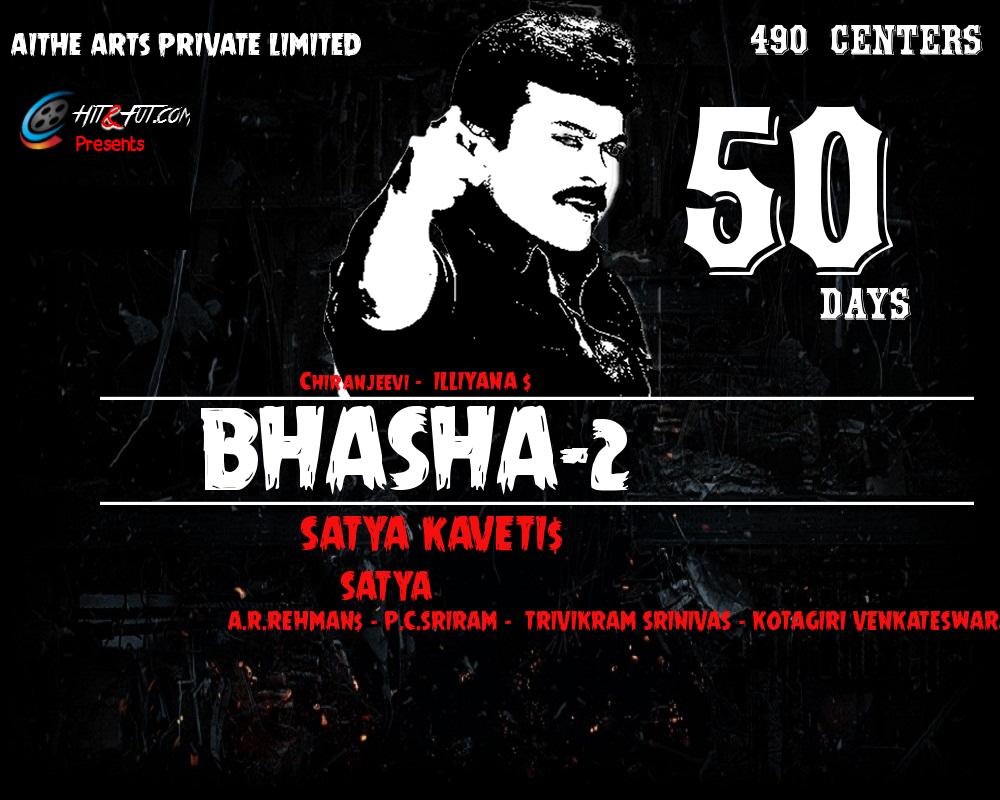 AITHE ARTS PRIVATE LIMITED
490 CENTERS
HIT&FUT.COM
Presents
50
DAYS
CHIRANJEEVI - ILLIYANA $
BHASHA-2
SATYA KAVETI$
SATYA
A.R.REHMAN$ - P.C.SRIRAM - TRIVIKRAM SRINIVAS - KOTAGIRI VENKATESWAR